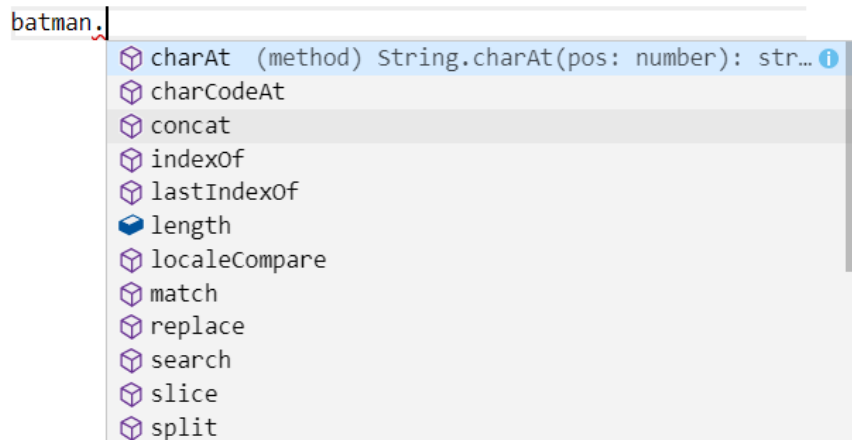 batman.
charAt (method) String.charAt(pos: number): str…
charCodeAt
concat
indexOf
lastIndexOf
length
localeCompare
match
replace
search
slice
split